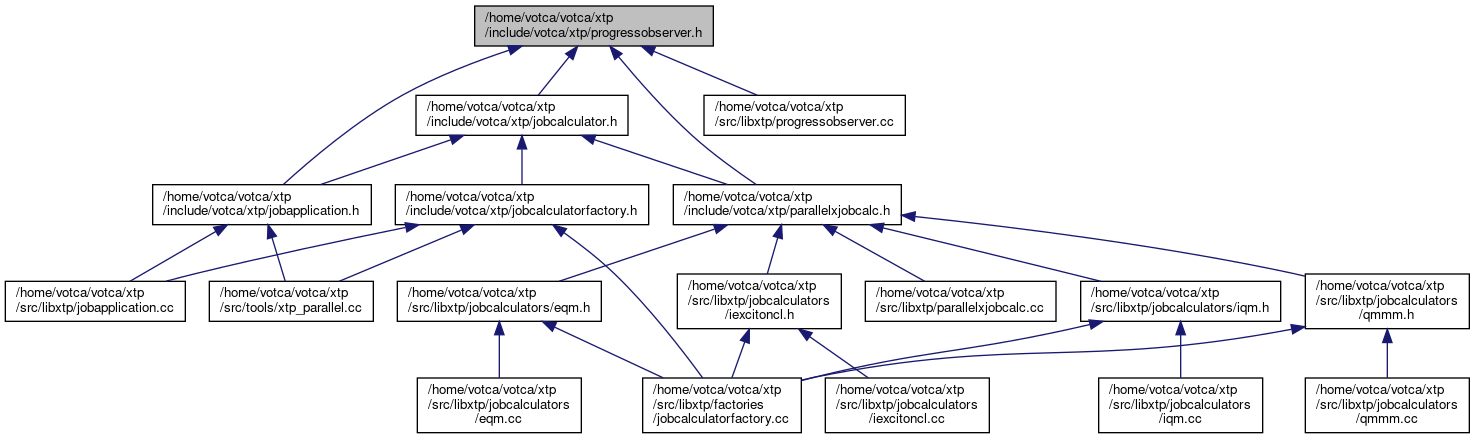 /home/votca/votca/xtp
/include/votca/xtp/progressobserver.h
/home/votca/votca/xtp
/include/votca/xtp/jobcalculator.h
/home/votca/votca/xtp
/src/libxtp/progressobserver.cc
/home/votca/votca/xtp
/include/votca/xtp/jobapplication.h
/home/votca/votca/xtp
/include/votca/xtp/jobcalculatorfactory.h
/home/votca/votca/xtp
/include/votca/xtp/parallelxjobcalc.h
/home/votca/votca/xtp
/src/libxtp/jobapplication.cc
/home/votca/votca/xtp
/src/tools/xtp_parallel.cc
/home/votca/votca/xtp
/src/libxtp/jobcalculators/eqm.h
/home/votca/votca/xtp
/src/libxtp/jobcalculators
/iexcitoncl.h
/home/votca/votca/xtp
/src/libxtp/parallelxjobcalc.cc
/home/votca/votca/xtp
/src/libxtp/jobcalculators/iqm.h
/home/votca/votca/xtp
/src/libxtp/jobcalculators
/qmmm.h
/home/votca/votca/xtp
/src/libxtp/jobcalculators
/eqm.cc
/home/votca/votca/xtp
/src/libxtp/factories
/jobcalculatorfactory.cc
/home/votca/votca/xtp
/src/libxtp/jobcalculators
/iexcitoncl.cc
/home/votca/votca/xtp
/src/libxtp/jobcalculators
/iqm.cc
/home/votca/votca/xtp
/src/libxtp/jobcalculators
/qmmm.cc